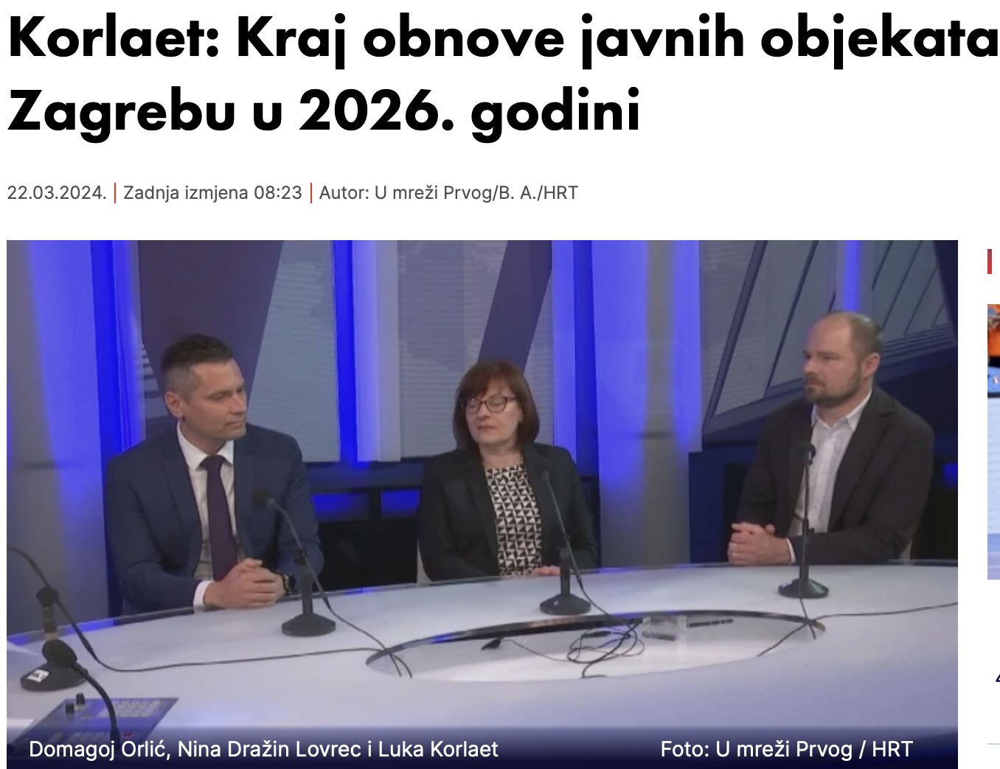 Korlaet: Kraj obnove javnih objekata
Zagrebu u 2026. godini
22.03.2024. | Zadnja izmjena 08:23 | Autor: U mreži Prvog/B. A./HRT
Domagoj Orlić, Nina Dražin Lovrec i Luka Korlaet
Foto: U mreži Prvog / HRT